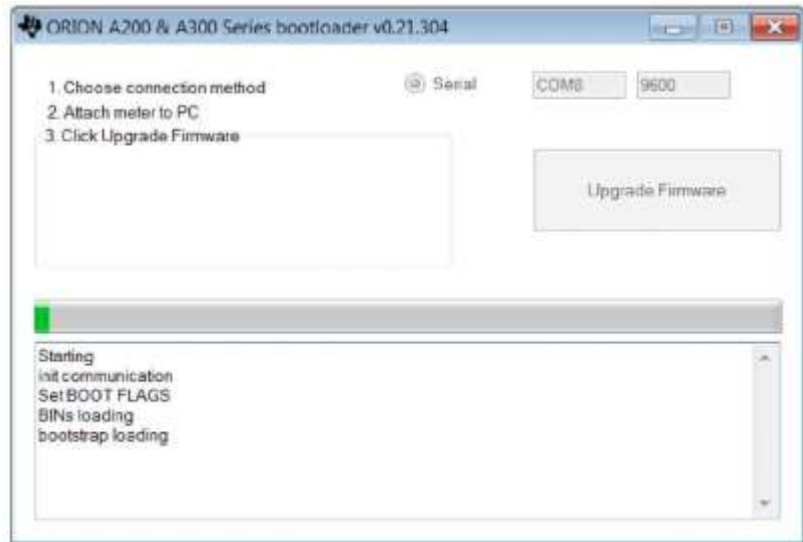 ORION A200 & A300 Series bootloader v0.21.304
1. Choose connection method
Serial
COM8
9600
2. Attach meter to PC
3. Click Upgrade Firmware
Upgrade Firmware
Starting
init communication
Set BOOT FLAGS
BINs loading
bootstrap loading